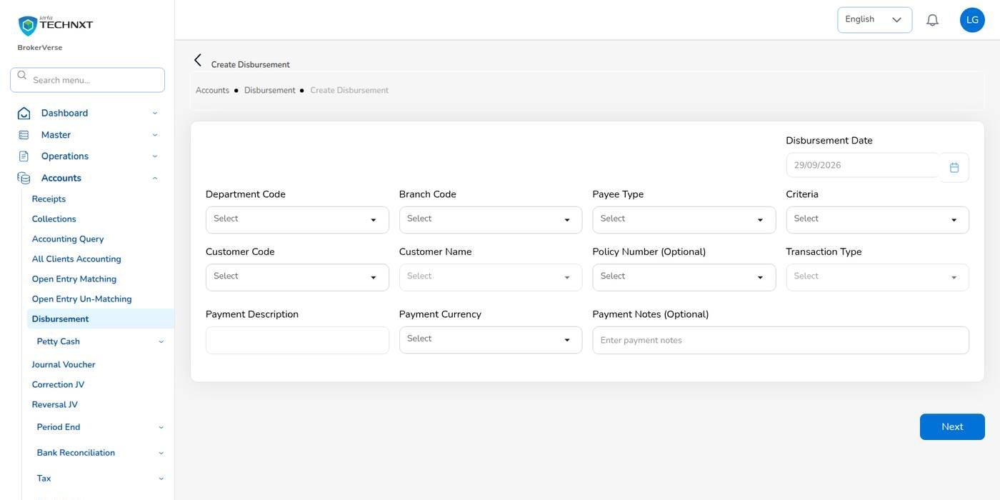 iorta
TECHNXT
BrokerVerse
Search menu...
Dashboard
Master
Operations
Accounts
Receipts
Collections
Accounting Query
All Clients Accounting
Open Entry Matching
Open Entry Un-Matching
Disbursement
Petty Cash
Journal Voucher
Correction JV
Reversal JV
Period End
Bank Reconciliation
Tax
English
LG
Create Disbursement
Accounts Disbursement Create Disbursement
Disbursement Date
29/09/2026
Department Code Branch Code Payee Type Criteria
Select Select Select Select
Customer Code Customer Name Policy Number (Optional) Transaction Type
Select Select Select Select
Payment Description Payment Currency Payment Notes (Optional)
Select Enter payment notes
Next